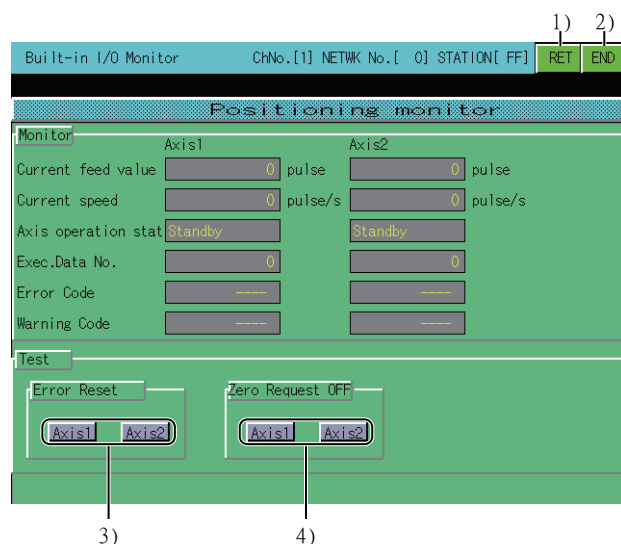 1) 2)
Built-in I/O Monitor ChNo.[1] NETWK No.[ 0] STATION[ FF] RET END
Positioning monitor
Monitor
Axis1 Axis2
Current feed value 0 pulse 0 pulse
Current speed 0 pulse/s 0 pulse/s
Axis operation stat Standby Standby
Exec.Data No. 0 0
Error Code ---- ----
Warning Code ---- ----
Test
Error Reset Zero Request OFF
Axis1 Axis2 Axis1 Axis2
3) 4)